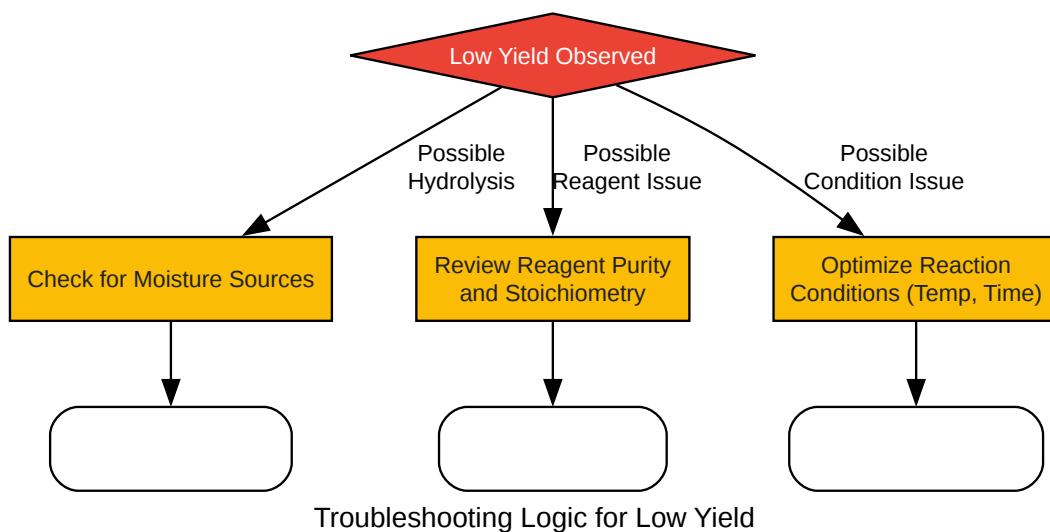 Low Yield Observed
Possible
Hydrolysis
Possible
Reagent Issue
Possible
Condition Issue
Check for Moisture Sources
Review Reagent Purity
and Stoichiometry
Optimize Reaction
Conditions (Temp, Time)
Troubleshooting Logic for Low Yield